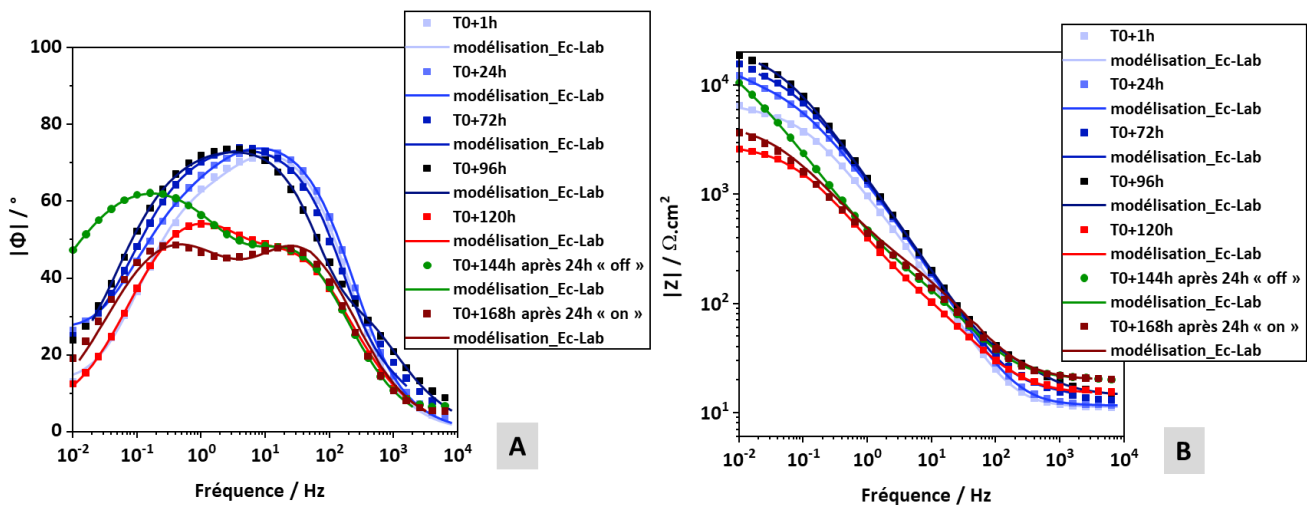 100
80
60
40
20
0
|Φ| / °
10⁻² 10⁻¹ 10⁰ 10¹ 10² 10³ 10⁴
Fréquence / Hz
T0+1h
modélisation_Ec-Lab
T0+24h
modélisation_Ec-Lab
T0+72h
modélisation_Ec-Lab
T0+96h
modélisation_Ec-Lab
T0+120h
modélisation_Ec-Lab
T0+144h après 24h « off »
modélisation_Ec-Lab
T0+168h après 24h « on »
modélisation_Ec-Lab
A
10⁴
10³
10²
10¹
|Z| / Ω.cm²
10⁻² 10⁻¹ 10⁰ 10¹ 10² 10³ 10⁴
Fréquence / Hz
T0+1h
modélisation_Ec-Lab
T0+24h
modélisation_Ec-Lab
T0+72h
modélisation_Ec-Lab
T0+96h
modélisation_Ec-Lab
T0+120h
modélisation_Ec-Lab
T0+144h après 24h « off »
modélisation_Ec-Lab
T0+168h après 24h « on »
modélisation_Ec-Lab
B